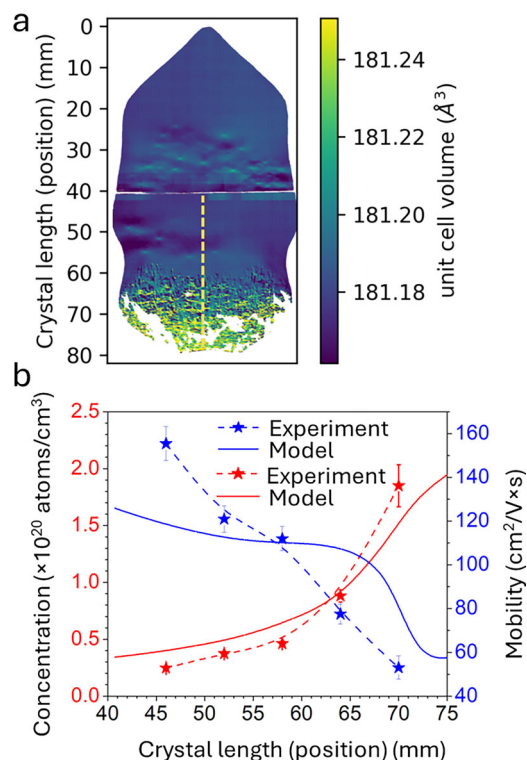 a
Crystal length (position) (mm)
0
10
20
30
40
50
60
70
80
181.24
181.22
181.20
181.18
unit cell volume (Å³)
b
Concentration (×10²⁰ atoms/cm³)
2.5
2.0
1.5
1.0
0.5
0.0
Experiment
Model
Experiment
Model
160
140
120
100
80
60
40
Mobility (cm²/V×s)
40 45 50 55 60 65 70 75
Crystal length (position) (mm)